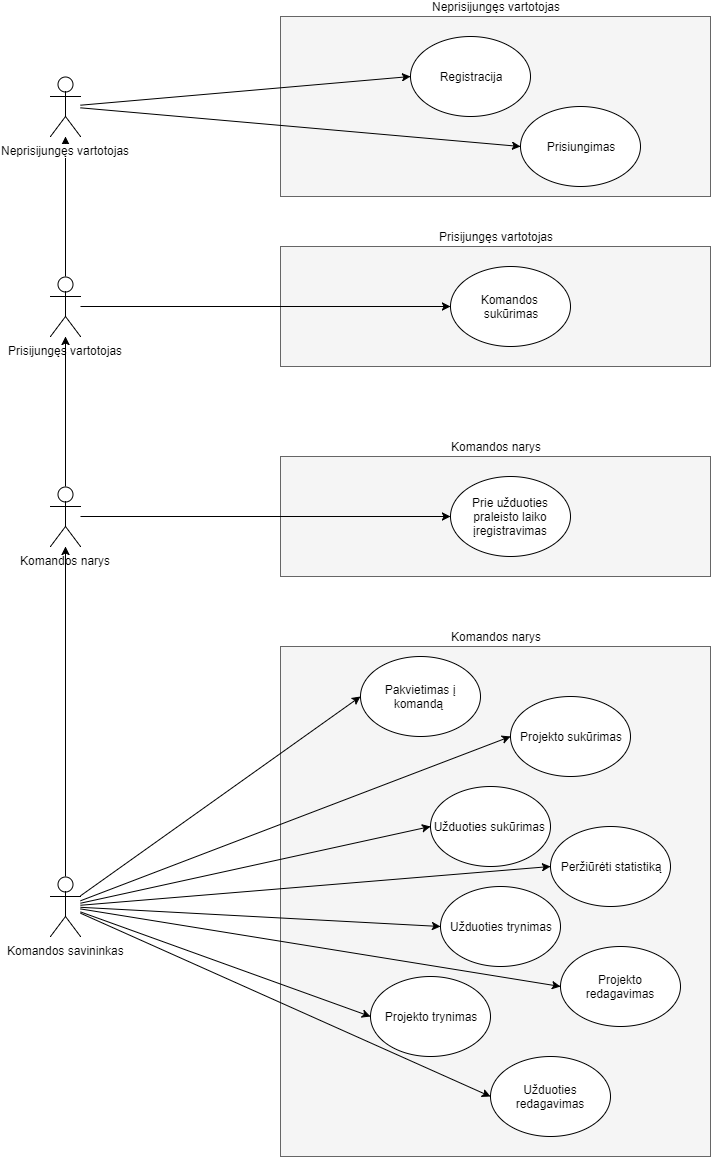 Neprisijungęs vartotojas
Registracija
Prisiungimas
Neprisijungęs vartotojas
Prisijungęs vartotojas
Komandos
sukūrimas
Prisijungęs vartotojas
Komandos narys
Prie užduoties
praleisto laiko
įregistravimas
Komandos narys
Komandos narys
Pakvietimas į
komandą
Projekto sukūrimas
Užduoties sukūrimas
Peržiūrėti statistiką
Užduoties trynimas
Komandos savininkas
Projekto
redagavimas
Projekto trynimas
Užduoties
redagavimas